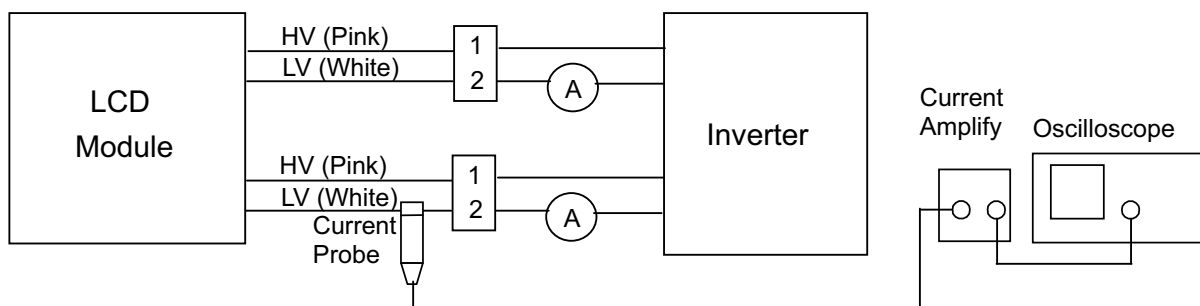 HV (Pink)
1
LV (White)
2
A
LCD
Module
Inverter
HV (Pink)
1
LV (White)
2
A
Current
Probe
Current
Amplify
Oscilloscope